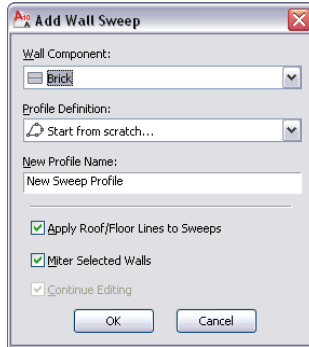 A10 Add Wall Sweep
Wall Component:
Brick
Profile Definition:
Start from scratch...
New Profile Name:
New Sweep Profile
Apply Roof/Floor Lines to Sweeps
Miter Selected Walls
Continue Editing
OK
Cancel